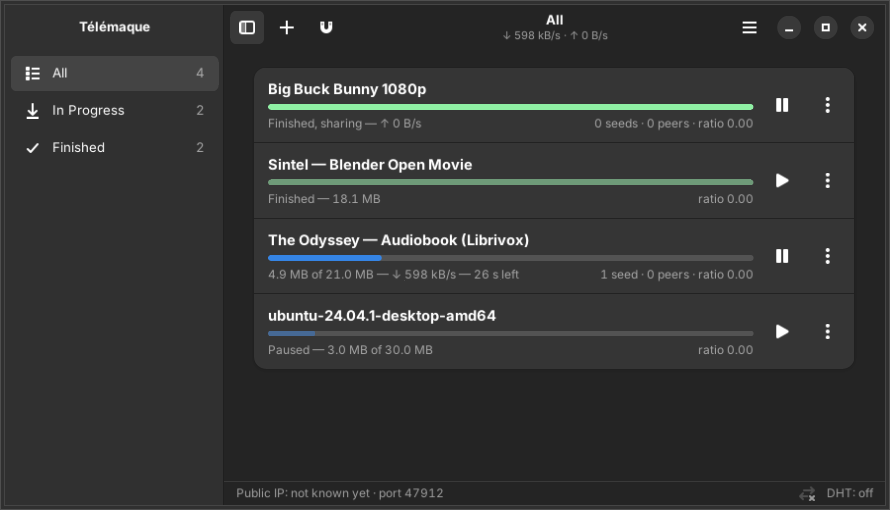 Télémaque
All 4
In Progress 2
Finished 2
All
↓ 598 kB/s · ↑ 0 B/s
Big Buck Bunny 1080p
Finished, sharing — ↑ 0 B/s
0 seeds · 0 peers · ratio 0.00
Sintel — Blender Open Movie
Finished — 18.1 MB
ratio 0.00
The Odyssey — Audiobook (Librivox)
4.9 MB of 21.0 MB — ↓ 598 kB/s — 26 s left
1 seed · 0 peers · ratio 0.00
ubuntu-24.04.1-desktop-amd64
Paused — 3.0 MB of 30.0 MB
ratio 0.00
Public IP: not known yet · port 47912
DHT: off